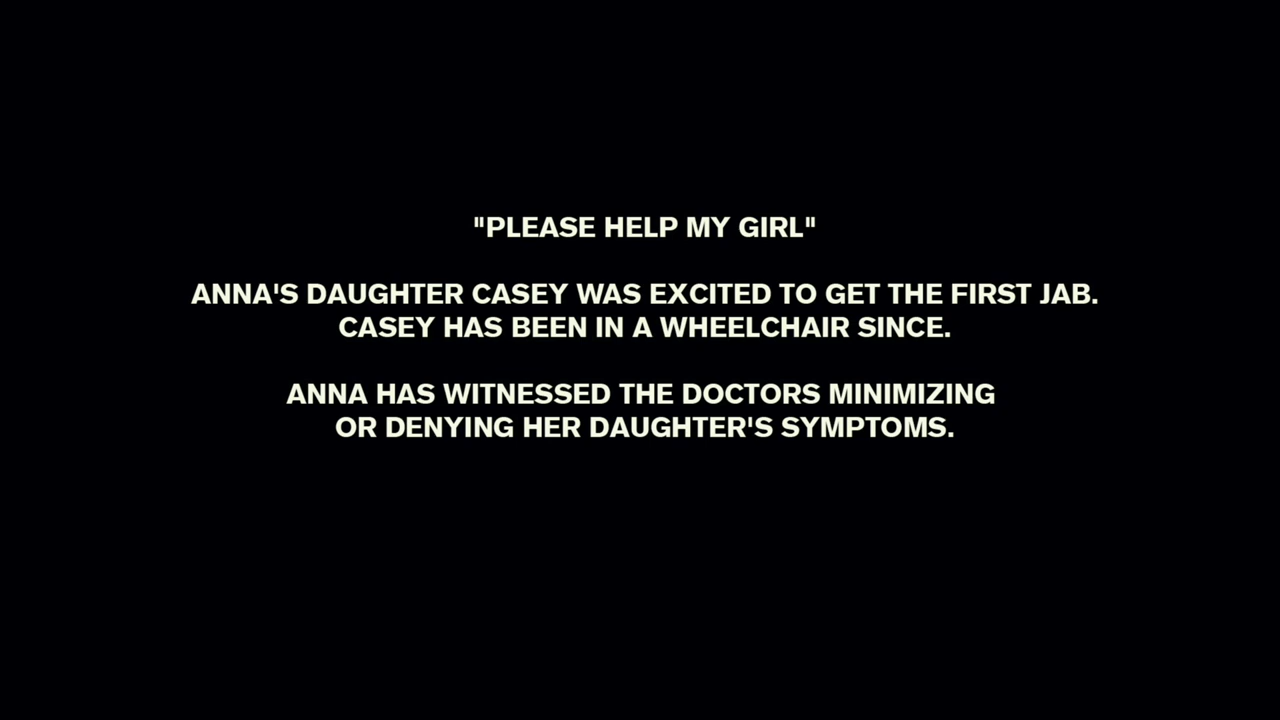 "PLEASE HELP MY GIRL"
ANNA'S DAUGHTER CASEY WAS EXCITED TO GET THE FIRST JAB.
CASEY HAS BEEN IN A WHEELCHAIR SINCE.
ANNA HAS WITNESSED THE DOCTORS MINIMIZING
OR DENYING HER DAUGHTER'S SYMPTOMS.